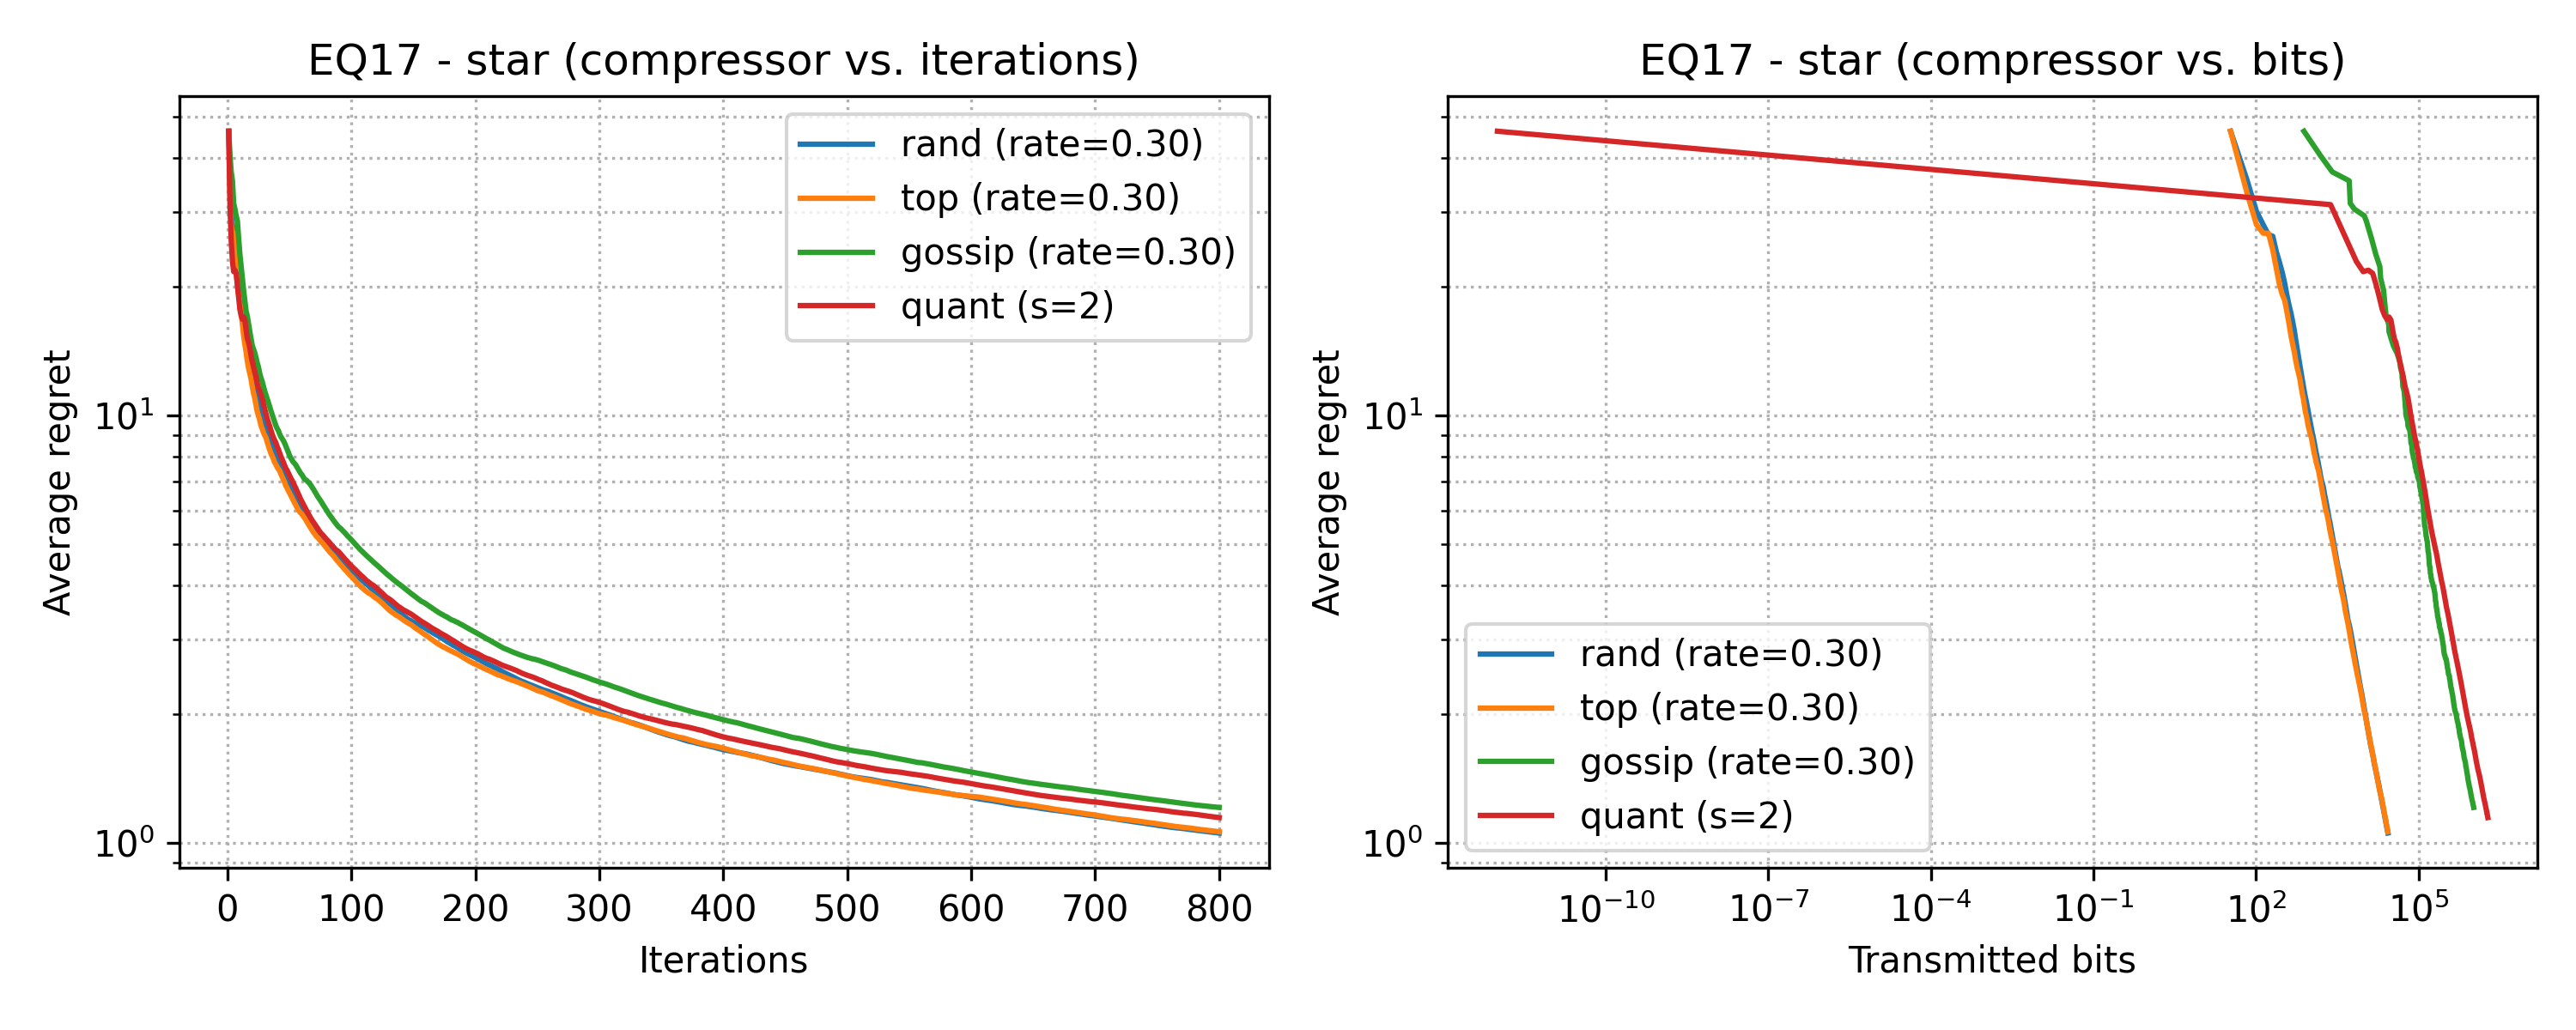 EQ17 - star (compressor vs. iterations)
Average regret
10¹
10⁰
rand (rate=0.30)
top (rate=0.30)
gossip (rate=0.30)
quant (s=2)
0 100 200 300 400 500 600 700 800
Iterations
EQ17 - star (compressor vs. bits)
Average regret
10¹
10⁰
rand (rate=0.30)
top (rate=0.30)
gossip (rate=0.30)
quant (s=2)
10⁻¹⁰ 10⁻⁷ 10⁻⁴ 10⁻¹ 10² 10⁵
Transmitted bits